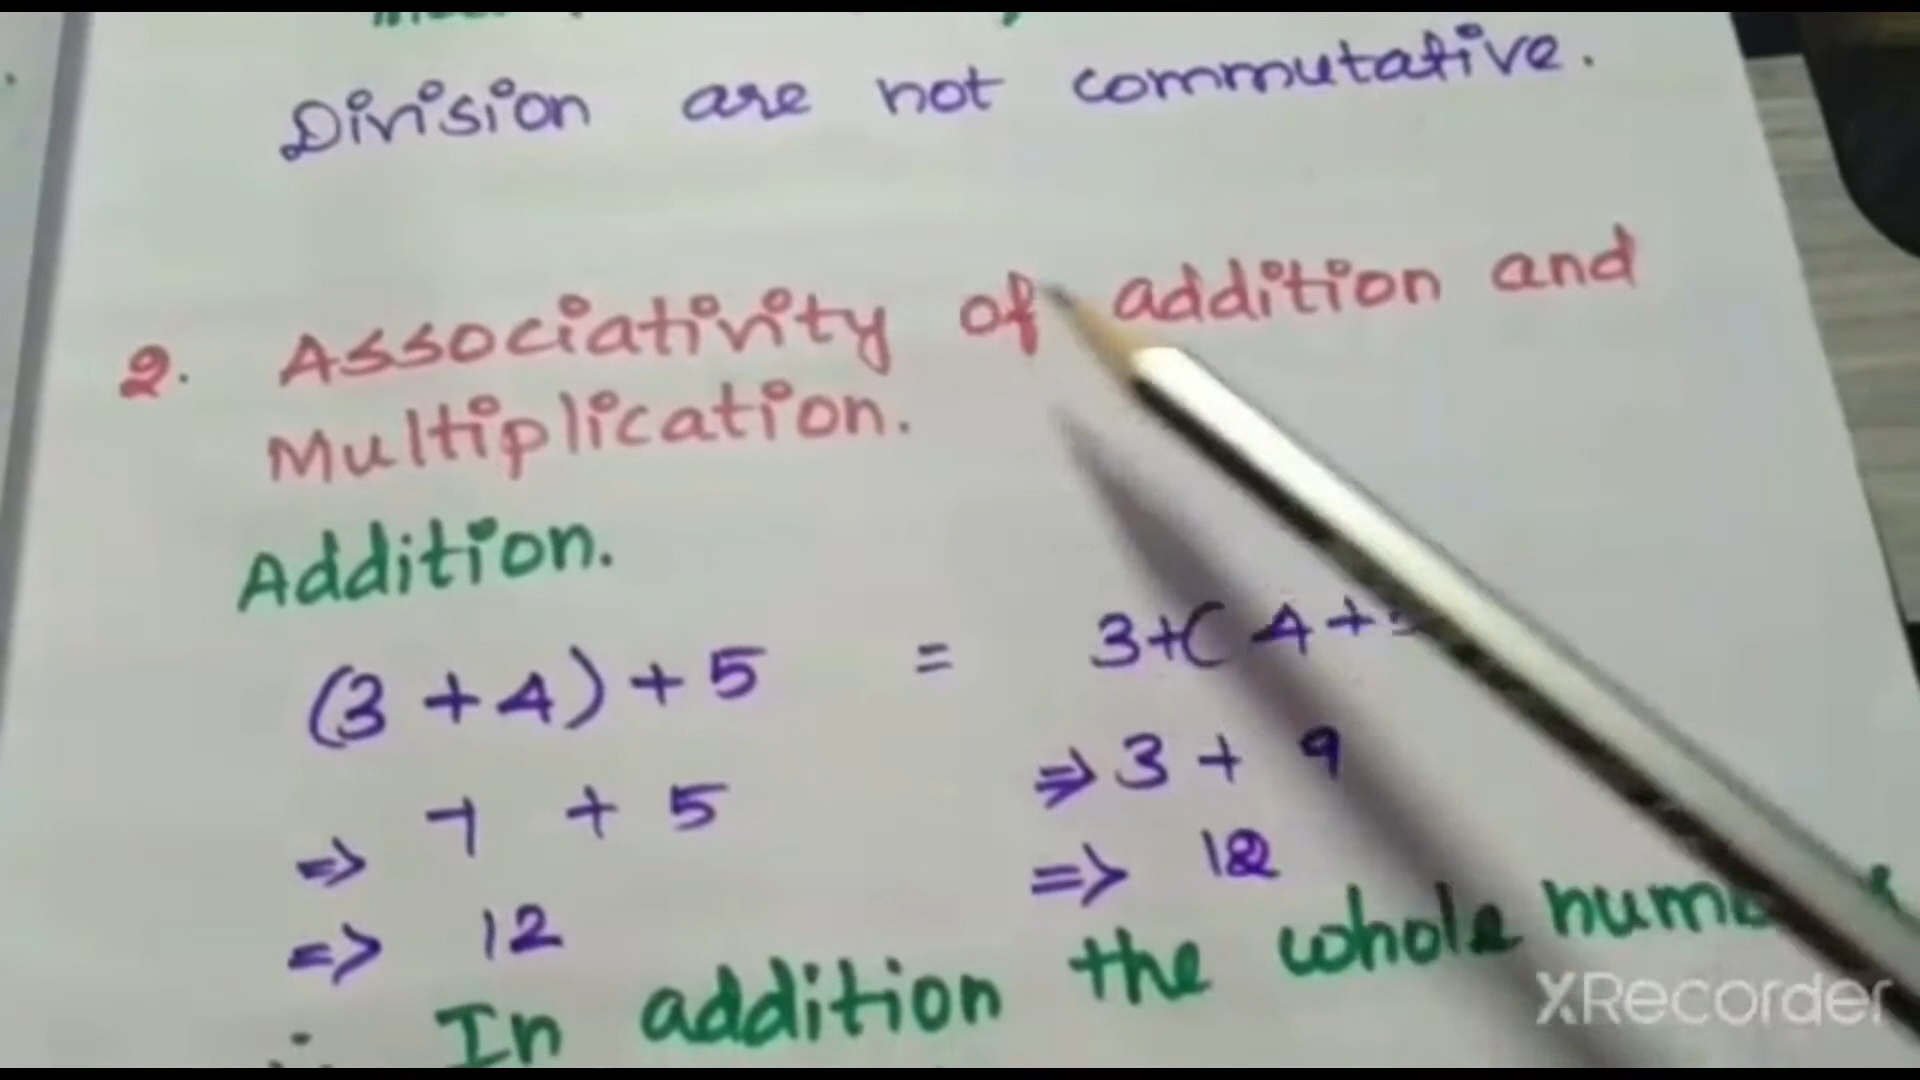 Division are not commutative.
2. Associativity of addition and
Multiplication.
Addition.
(3 + 4) + 5 = 3+( 4 +
=> 7 + 5 => 3 + 9
=> 12 => 12
∴ In addition the whole
XRecorder